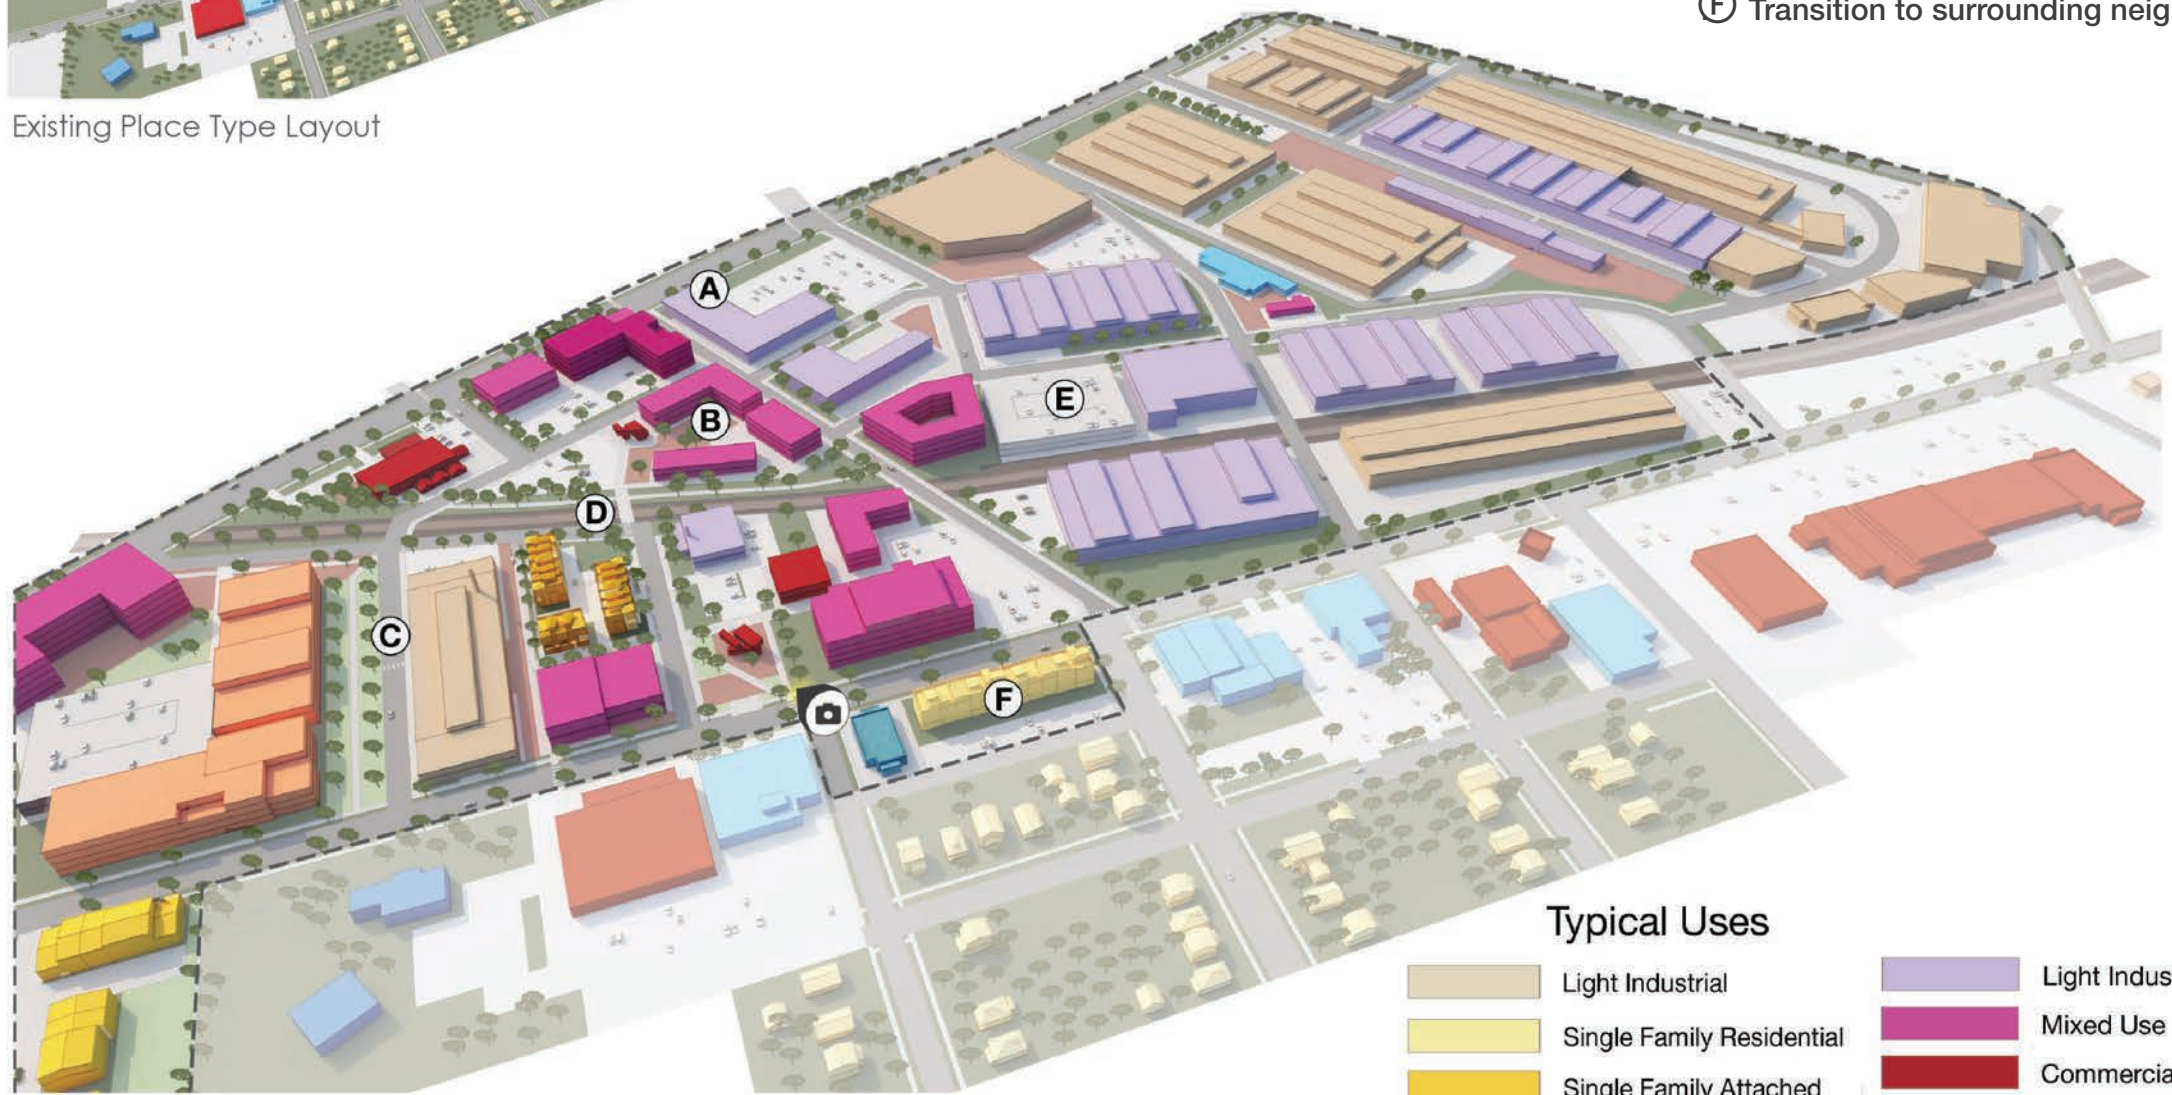 F Transition to surrounding neig
Existing Place Type Layout
A
B
E
D
C
F
Typical Uses
Light Industrial
Light Indus
Single Family Residential
Mixed Use
Single Family Attached
Commercia